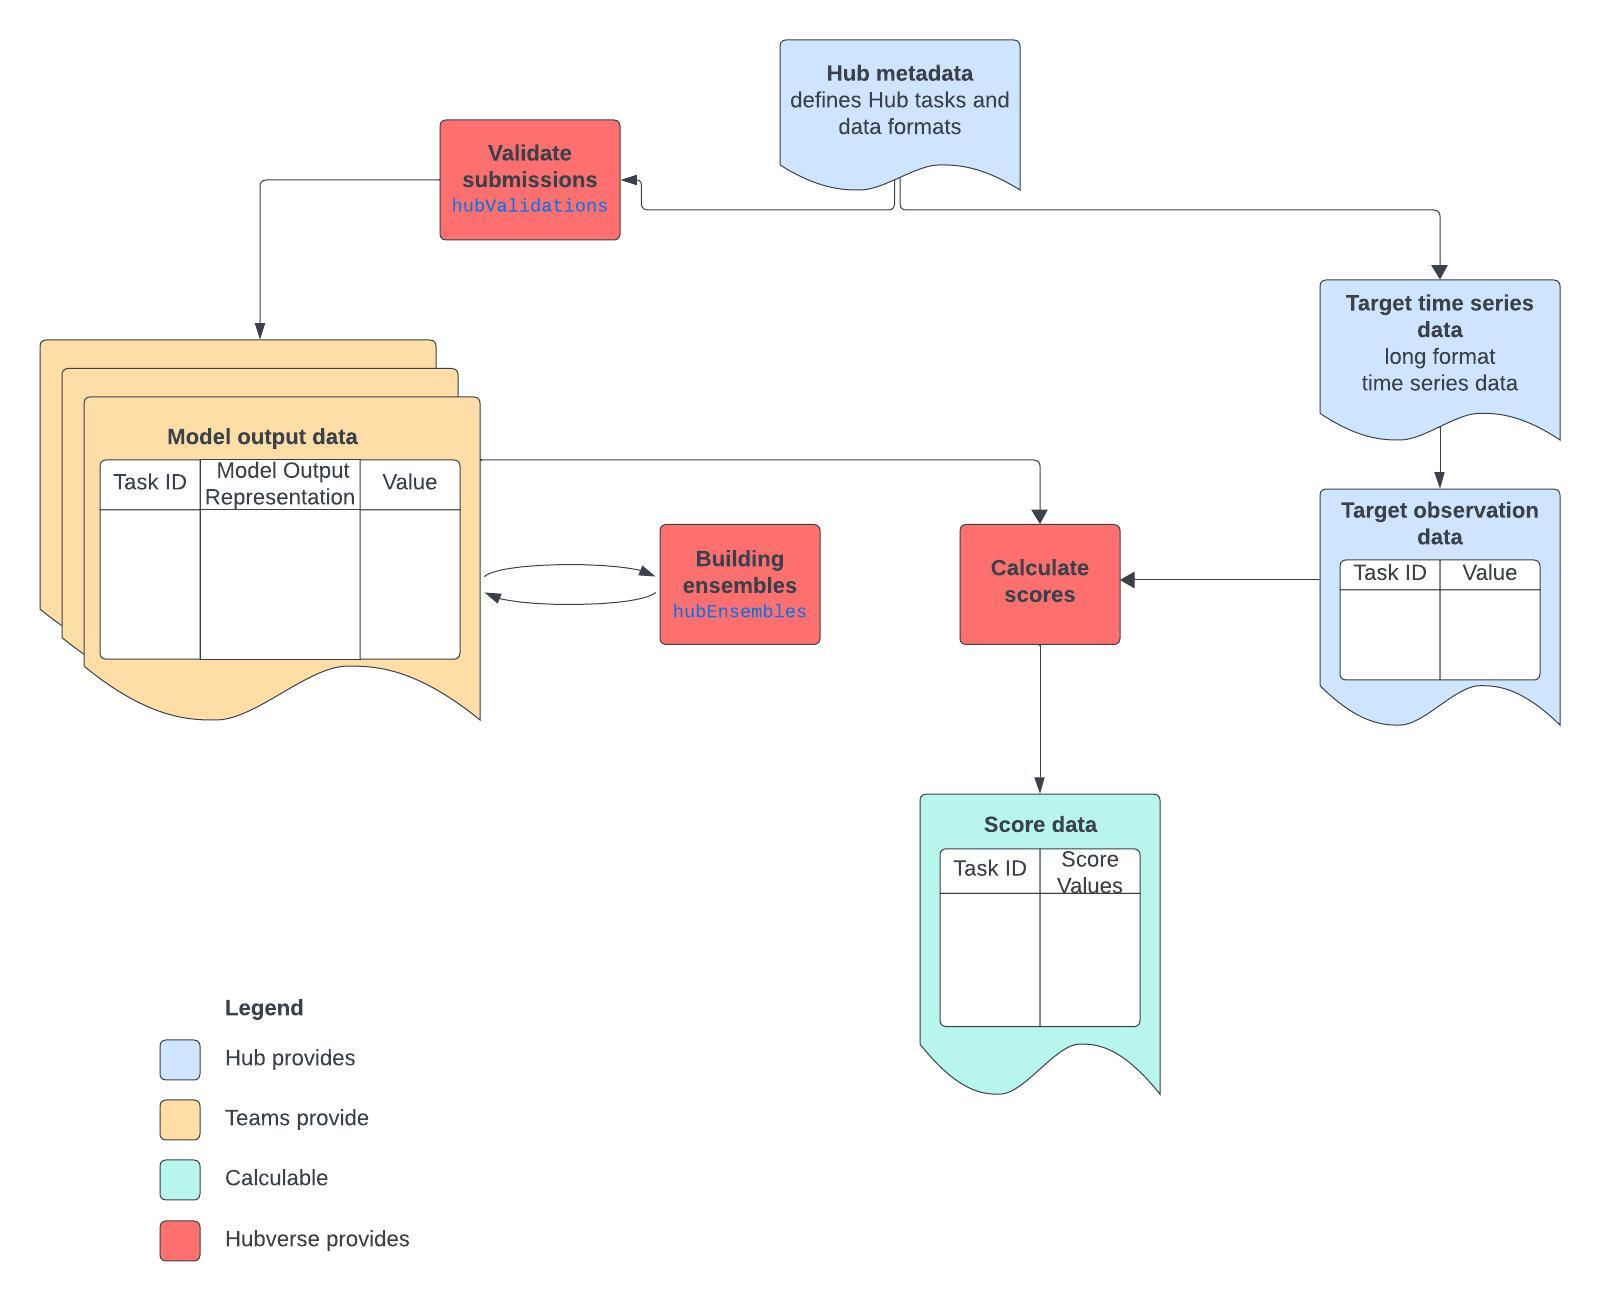 Hub metadata
defines Hub tasks and
data formats
Validate
submissions
hubValidations
Target time series
data
long format
time series data
Model output data
Task ID
Model Output
Representation
Value
Building
ensembles
hubEnsembles
Calculate
scores
Target observation
data
Task ID
Value
Score data
Task ID
Score
Values
Legend
Hub provides
Teams provide
Calculable
Hubverse provides